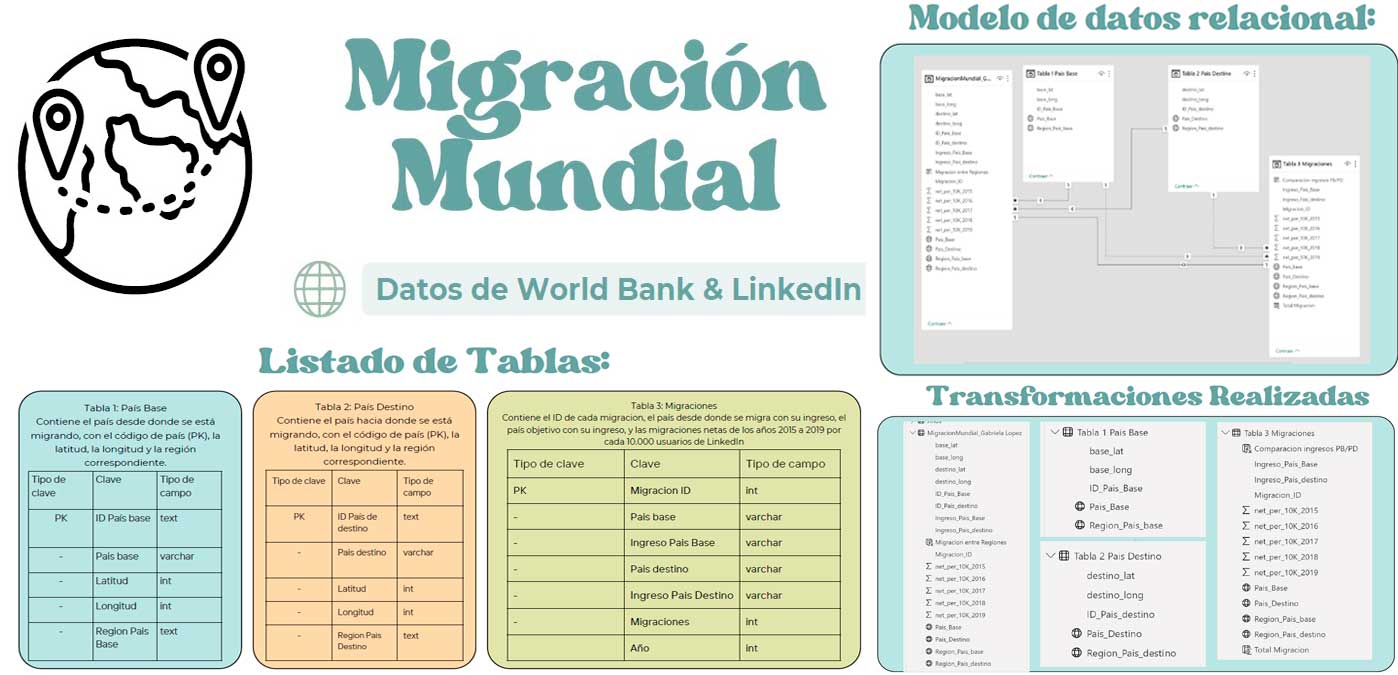 Migración
Mundial
Datos de World Bank & LinkedIn
Listado de Tablas:
Tabla 1: País Base
Contiene el país desde donde se está
migrando, con el código de país (PK), la
latitud, la longitud y la región
correspondiente.
Tipo de clave Clave Tipo de campo
PK ID País base text
- Pais base varchar
- Latitud int
- Longitud int
- Region Pais Base text
Tabla 2: País Destino
Contiene el país hacia donde se está
migrando, con el código de país (PK), la
latitud, la longitud y la región
correspondiente.
Tipo de clave Clave Tipo de campo
PK ID País de destino text
- Pais destino varchar
- Latitud int
- Longitud int
- Region Pais Destino text
Tabla 3: Migraciones
Contiene el ID de cada migracion, el país desde donde se migra con su ingreso, el
país objetivo con su ingreso, y las migraciones netas de los años 2015 a 2019 por
cada 10.000 usuarios de LinkedIn
Tipo de clave Clave Tipo de campo
PK Migracion ID int
- Pais base varchar
- Ingreso Pais Base varchar
- Pais destino varchar
- Ingreso Pais Destino varchar
- Migraciones int
- Año int
Modelo de datos relacional:
MigracionMundial_G...
base_lat
base_long
destino_lat
destino_long
ID_Pais_Base
ID_Pais_destino
Ingreso_Pais_Base
Ingreso_Pais_destino
Migracion entre Regiones
Migracion_ID
net_per_10K_2015
net_per_10K_2016
net_per_10K_2017
net_per_10K_2018
net_per_10K_2019
Pais_Base
Pais_Destino
Region_Pais_base
Region_Pais_destino
Contraer
Tabla 1 Pais Base
base_lat
base_long
ID_Pais_Base
Pais_Base
Region_Pais_base
Contraer
Tabla 2 Pais Destino
destino_lat
destino_long
ID_Pais_destino
Pais_Destino
Region_Pais_destino
Contraer
Tabla 3 Migraciones
Comparacion ingresos PB/PD
Ingreso_Pais_Base
Ingreso_Pais_destino
Migracion_ID
net_per_10K_2015
net_per_10K_2016
net_per_10K_2017
net_per_10K_2018
net_per_10K_2019
Pais_Base
Pais_Destino
Region_Pais_base
Region_Pais_destino
Total Migracion
Contraer
Transformaciones Realizadas
MigracionMundial_Gabriela Lopez
base_lat
base_long
destino_lat
destino_long
ID_Pais_Base
ID_Pais_destino
Ingreso_Pais_Base
Ingreso_Pais_destino
Migracion entre Regiones
Migracion_ID
net_per_10K_2015
net_per_10K_2016
net_per_10K_2017
net_per_10K_2018
net_per_10K_2019
Pais_Base
Pais_Destino
Region_Pais_base
Region_Pais_destino
Tabla 1 Pais Base
base_lat
base_long
ID_Pais_Base
Pais_Base
Region_Pais_base
Tabla 2 Pais Destino
destino_lat
destino_long
ID_Pais_destino
Pais_Destino
Region_Pais_destino
Tabla 3 Migraciones
Comparacion ingresos PB/PD
Ingreso_Pais_Base
Ingreso_Pais_destino
Migracion_ID
net_per_10K_2015
net_per_10K_2016
net_per_10K_2017
net_per_10K_2018
net_per_10K_2019
Pais_Base
Pais_Destino
Region_Pais_base
Region_Pais_destino
Total Migracion